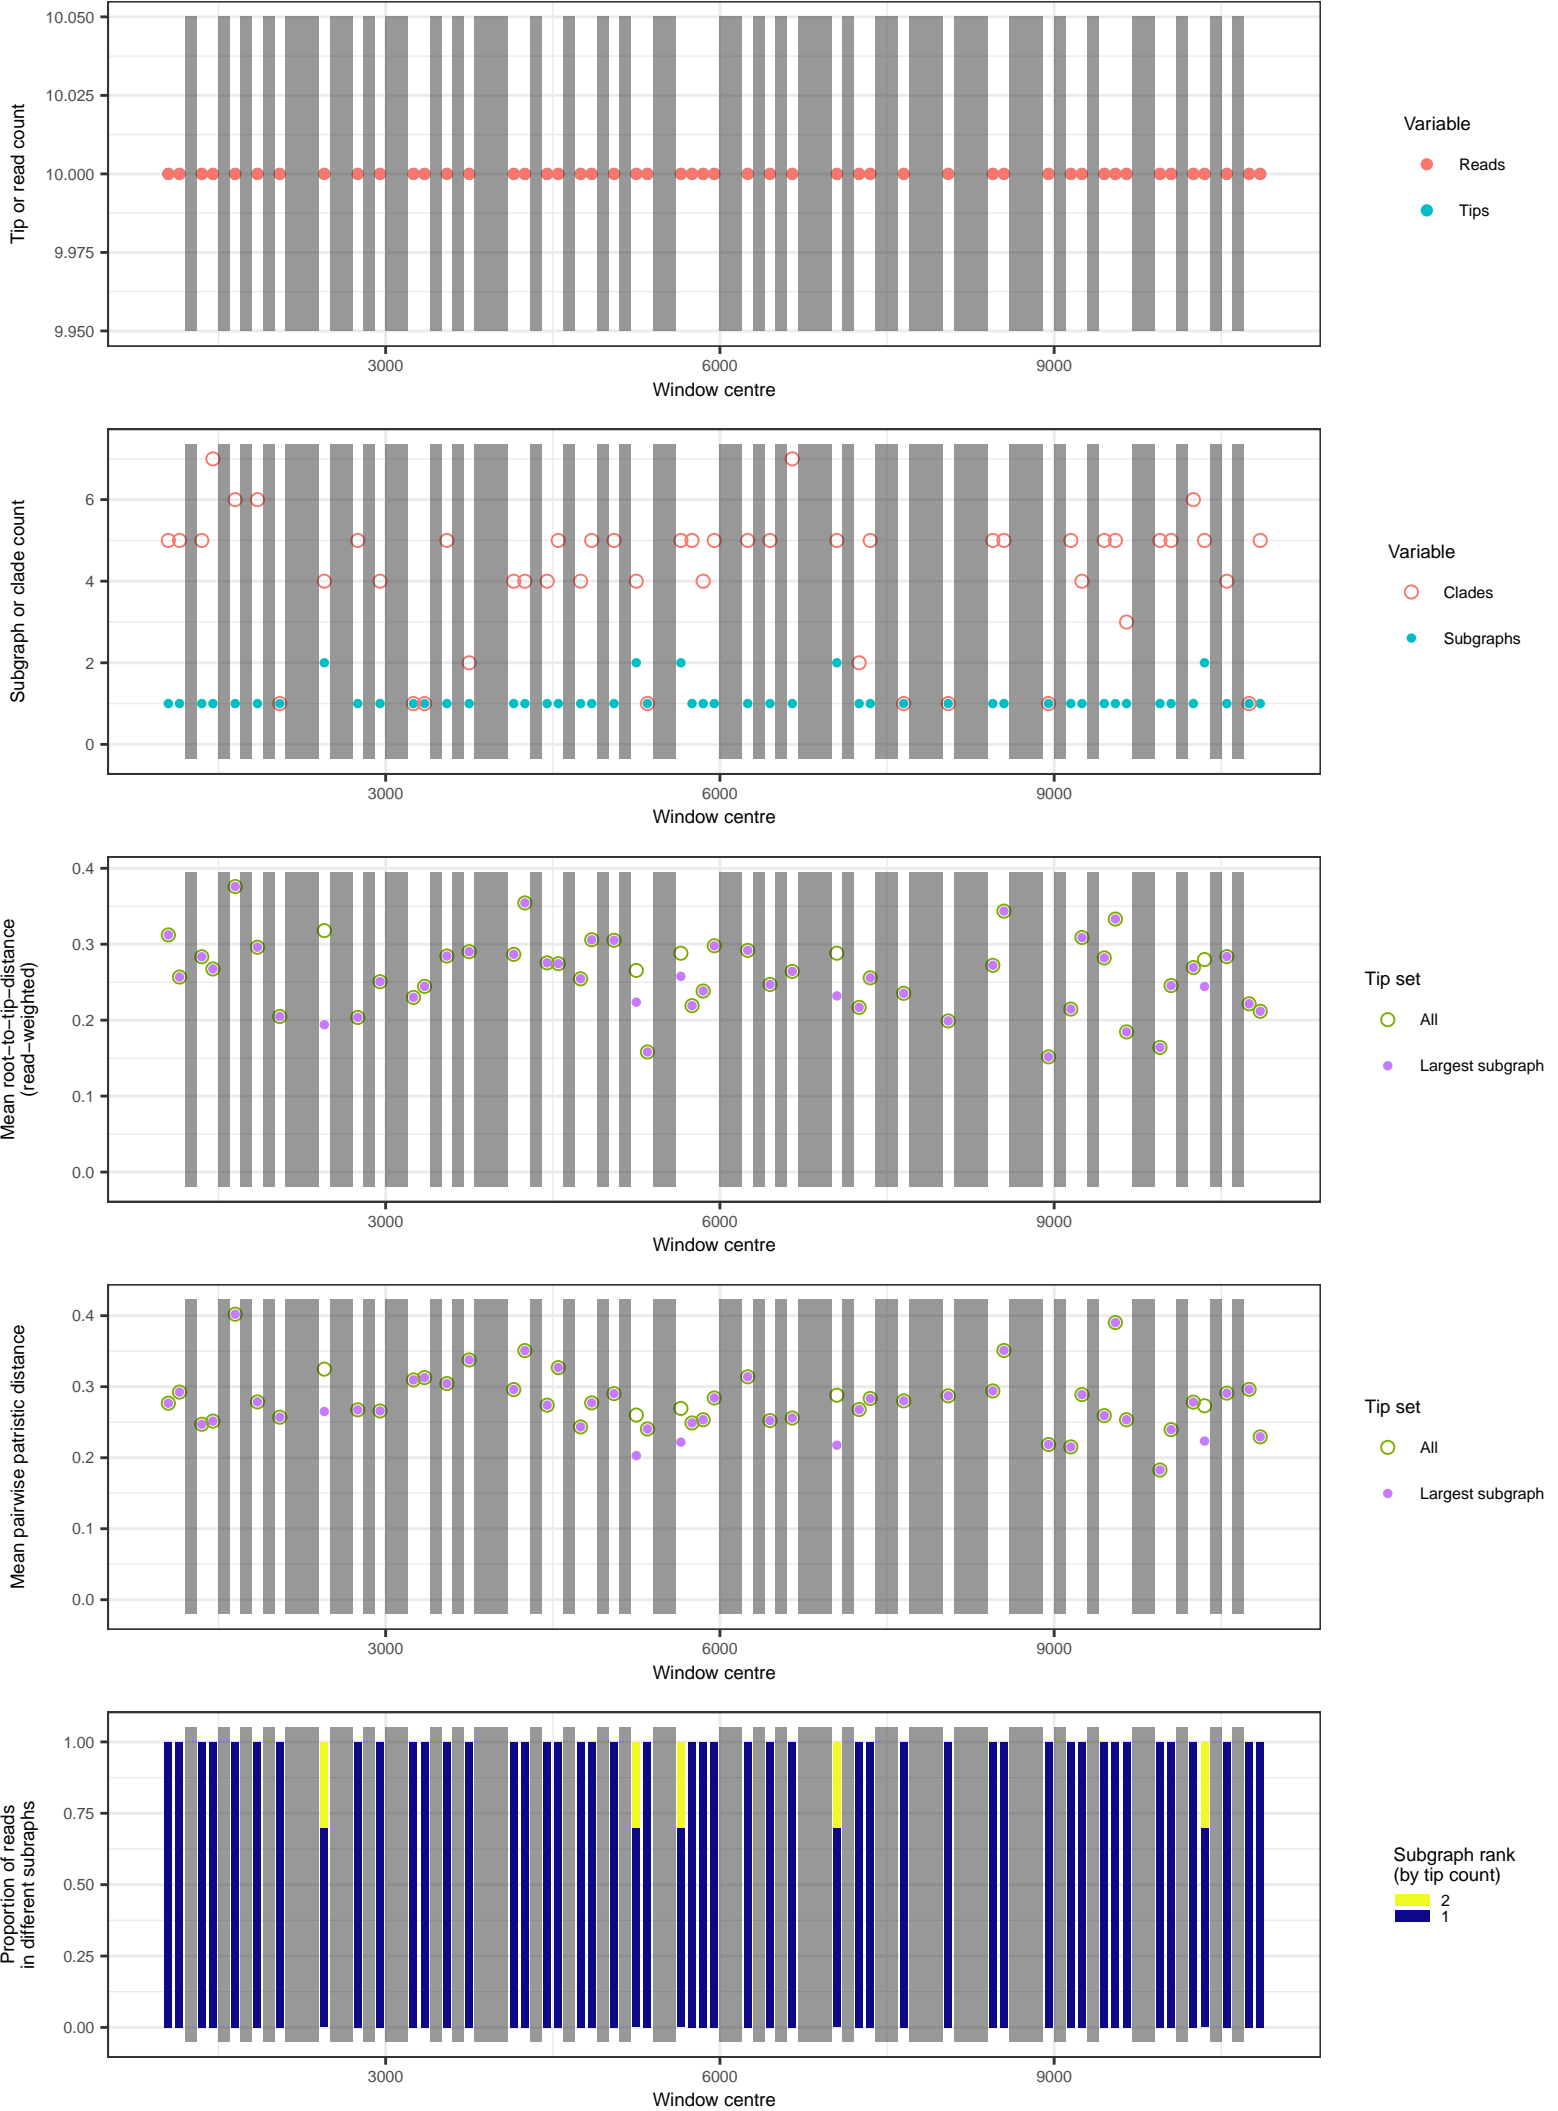 10.050
10.025
10.000
9.975
9.950
Tip or read count
3000
6000
9000
Window centre
Variable
Reads
Tips
6
4
2
0
Subgraph or clade count
3000
6000
9000
Window centre
Variable
Clades
Subgraphs
0.4
0.3
0.2
0.1
0.0
Mean root−to−tip−distance
(read−weighted)
3000
6000
9000
Window centre
Tip set
All
Largest subgraph
0.4
0.3
0.2
0.1
0.0
Mean pairwise patristic distance
3000
6000
9000
Window centre
Tip set
All
Largest subgraph
1.00
0.75
0.50
0.25
0.00
Proportion of reads
in different subraphs
3000
6000
9000
Window centre
Subgraph rank
(by tip count)
2
1